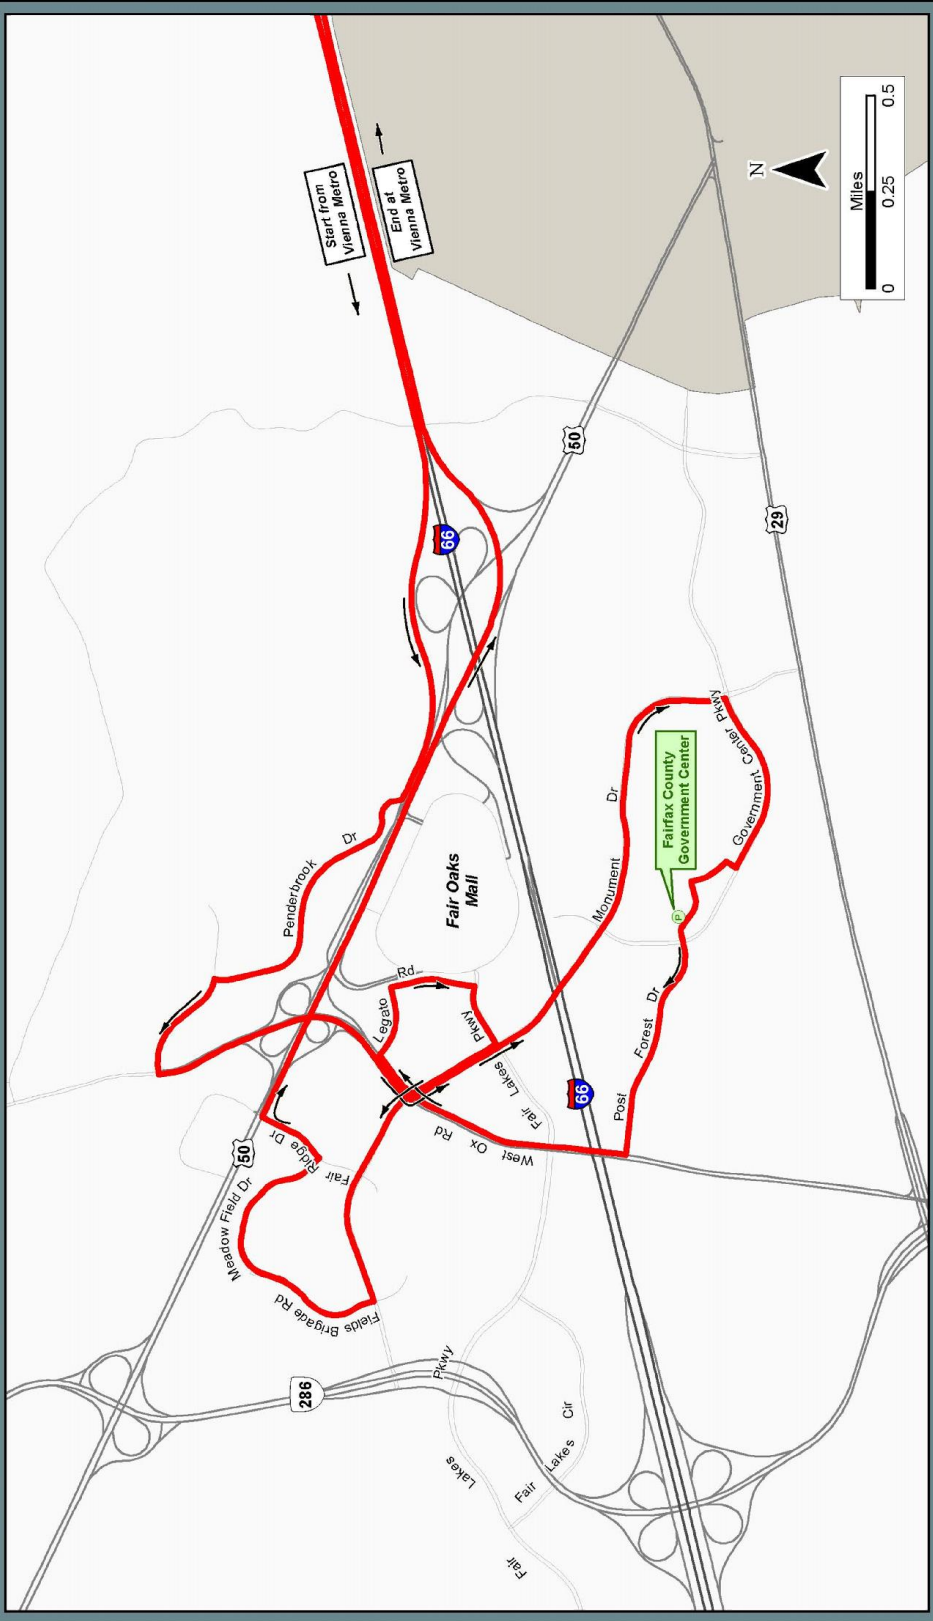 Start from
Vienna Metro
End at
Vienna Metro
N
Miles
0
0.25
0.5
50
29
66
Penderbrook
Dr
Fair Oaks
Mall
Monument
Dr
Fairfax County
Government Center
P
Government Center Pkwy
Legato
Rd
Fair Lakes
Pkwy
West
Ox
Rd
Post
Forest
Dr
66
50
Fair
Ridge Dr
Meadow Field Dr
Fields Brigade Rd
286
Fair
Lakes
Pkwy
Fair
Lakes
Cir